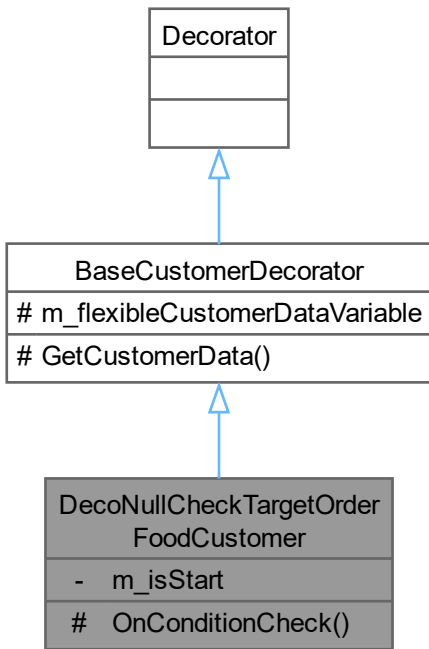 Decorator
BaseCustomerDecorator
# m_flexibleCustomerDataVariable
# GetCustomerData()
DecoNullCheckTargetOrder
FoodCustomer
- m_isStart
# OnConditionCheck()